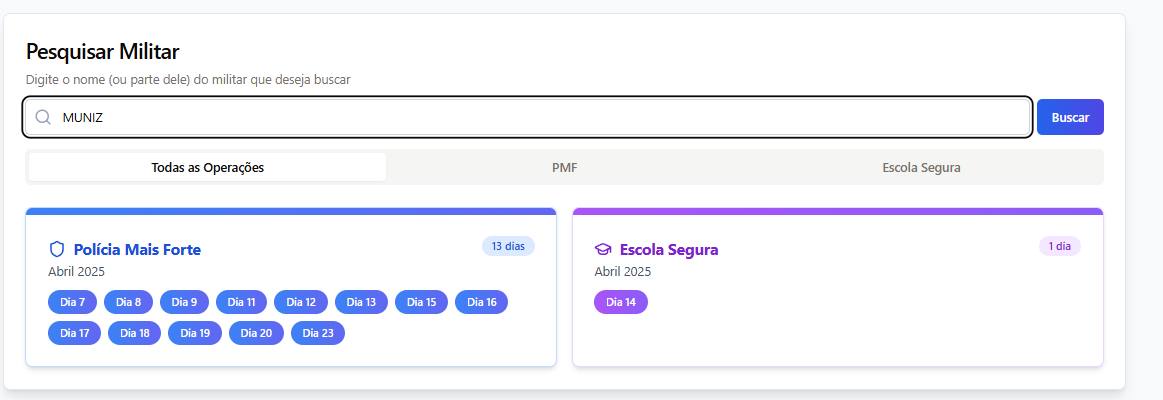 Pesquisar Militar
Digite o nome (ou parte dele) do militar que deseja buscar
MUNIZ
Buscar
Todas as Operações PMF Escola Segura
Polícia Mais Forte
13 dias
Abril 2025
Dia 7 Dia 8 Dia 9 Dia 11 Dia 12 Dia 13 Dia 15 Dia 16
Dia 17 Dia 18 Dia 19 Dia 20 Dia 23
Escola Segura
1 dia
Abril 2025
Dia 14